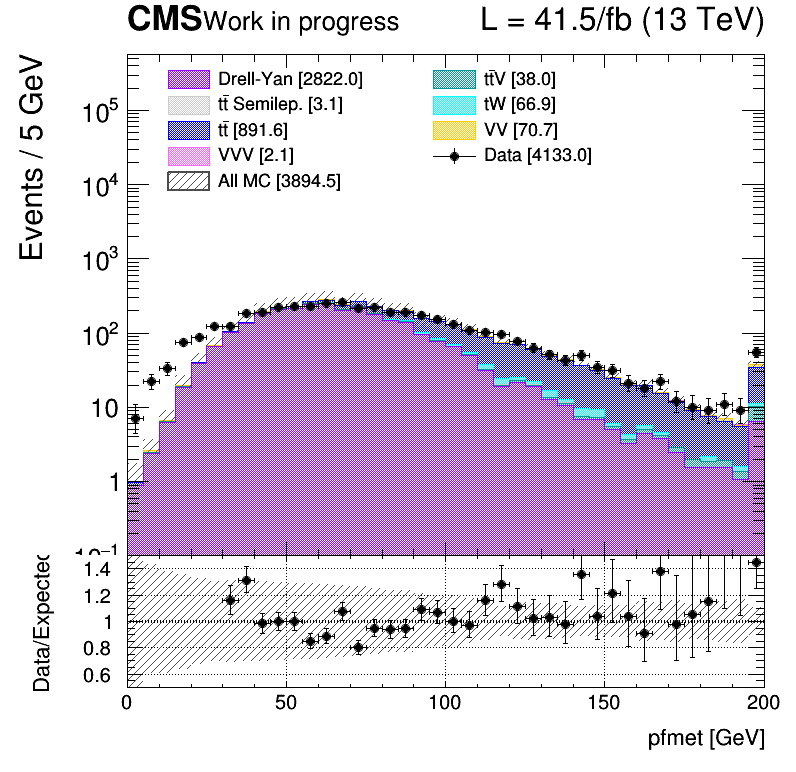 CMS Work in progress L = 41.5/fb (13 TeV)
Events / 5 GeV
Drell-Yan [2822.0]
tt̄ Semilep. [3.1]
tt̄ [891.6]
VVV [2.1]
All MC [3894.5]
tt̄V [38.0]
tW [66.9]
VV [70.7]
Data [4133.0]
10⁵
10⁴
10³
10²
10
1
10⁻¹
Data/Expected
1.4
1.2
1
0.8
0.6
0 50 100 150 200
pfmet [GeV]